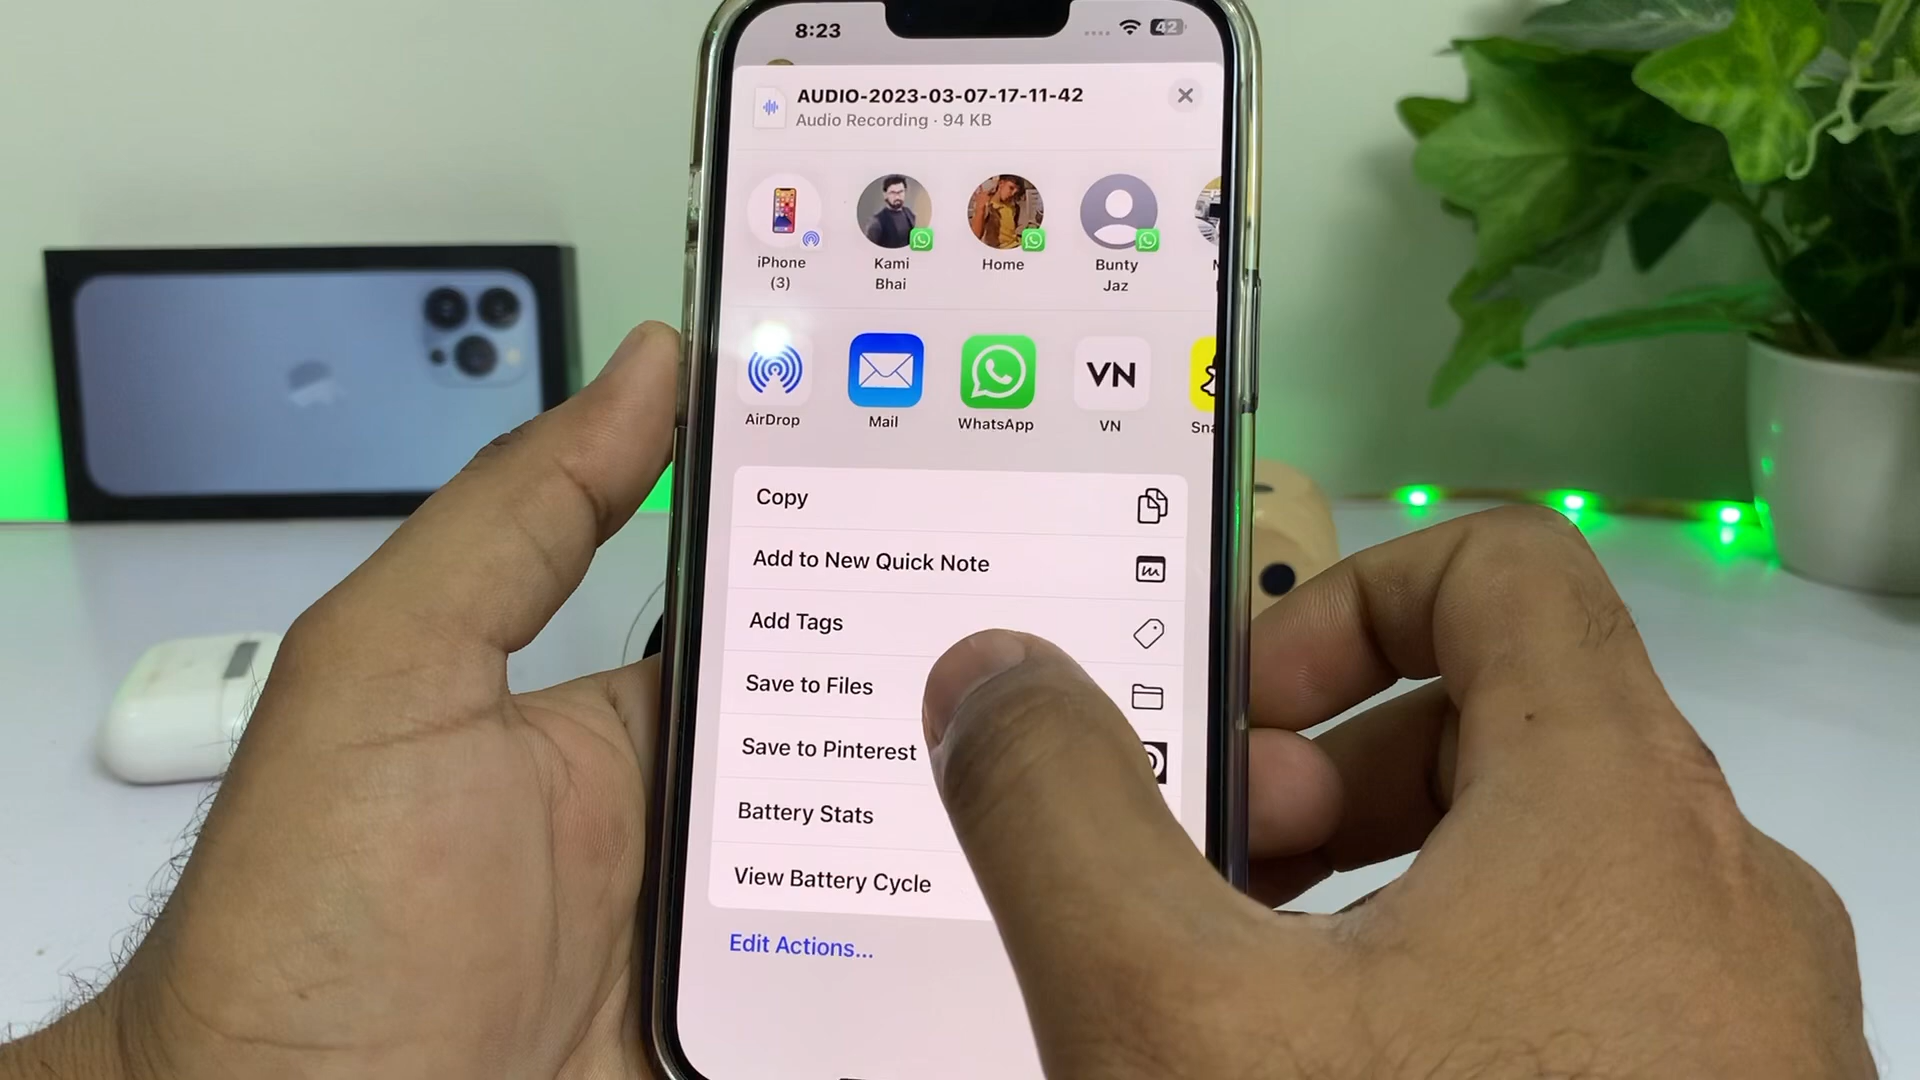 8:23
42
AUDIO-2023-03-07-17-11-42
Audio Recording · 94 KB
iPhone
(3)
Kami
Bhai
Home
Bunty
Jaz
AirDrop
Mail
WhatsApp
VN
VN
Copy
Add to New Quick Note
Add Tags
Save to Files
Save to Pinterest
Battery Stats
View Battery Cycle
Edit Actions...